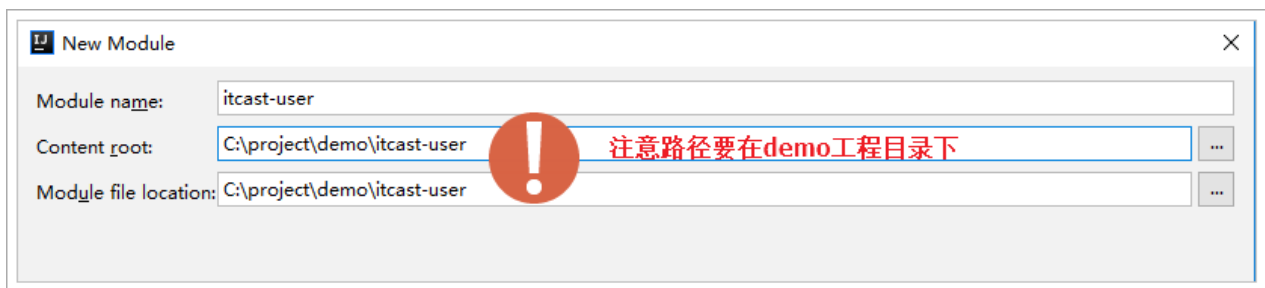 New Module
Module name: itcast-user
Content root: C:\project\demo\itcast-user 注意路径要在demo工程目录下 ...
Module file location: C:\project\demo\itcast-user ...